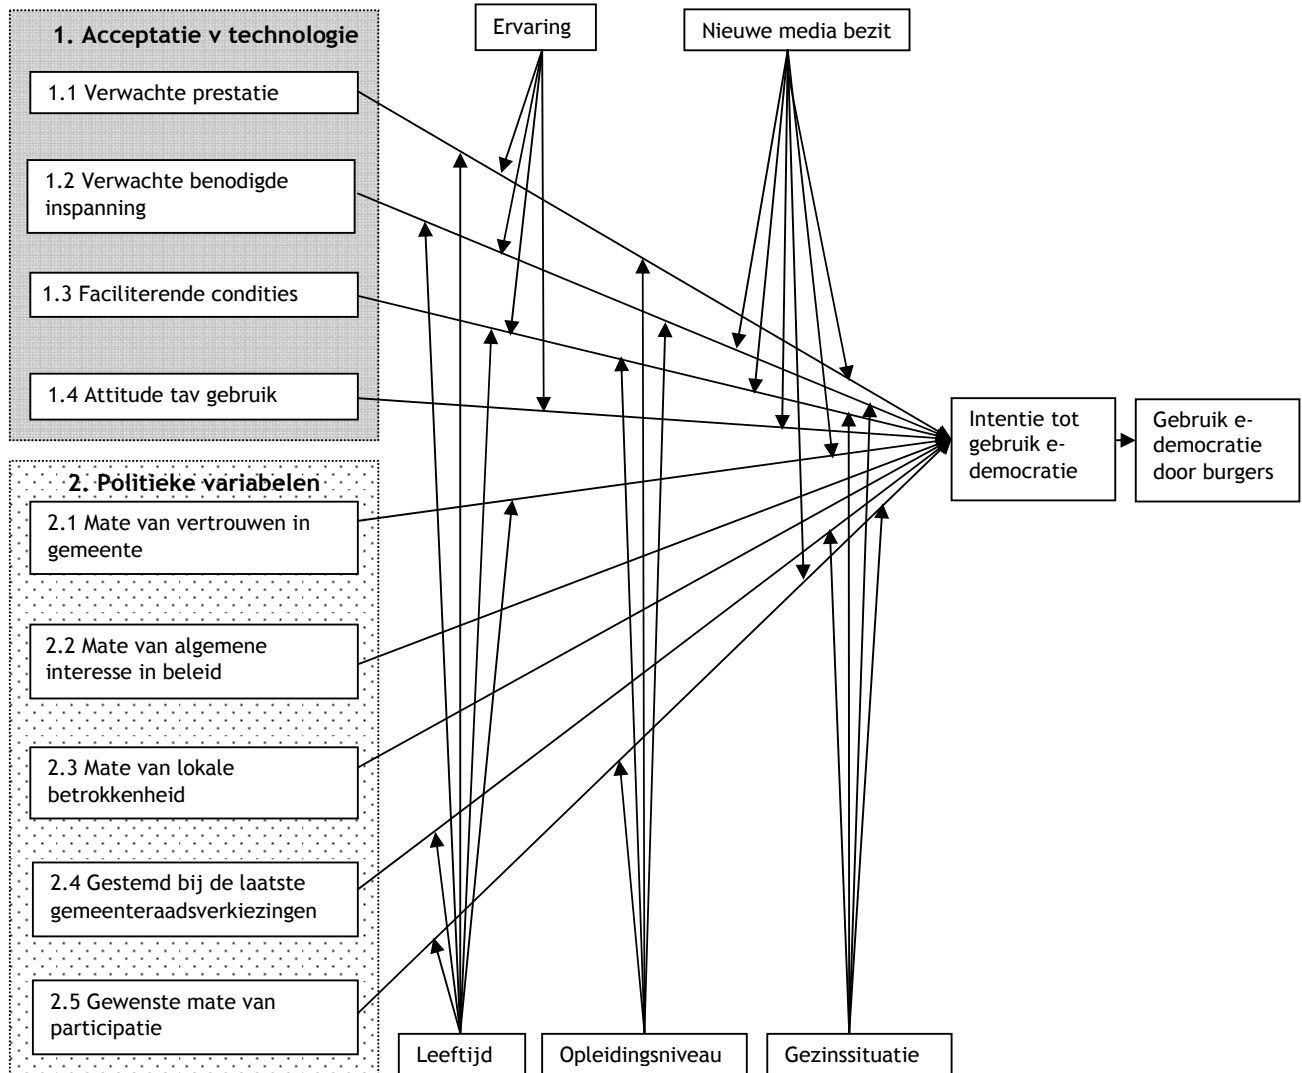 1. Acceptatie v technologie
1.1 Verwachte prestatie
1.2 Verwachte benodigde
inspanning
1.3 Faciliterende condities
1.4 Attitude tav gebruik
2. Politieke variabelen
2.1 Mate van vertrouwen in
gemeente
2.2 Mate van algemene
interesse in beleid
2.3 Mate van lokale
betrokkenheid
2.4 Gestemd bij de laatste
gemeenteraadsverkiezingen
2.5 Gewenste mate van
participatie
Ervaring
Nieuwe media bezit
Leeftijd
Opleidingsniveau
Gezinssituatie
Intentie tot
gebruik e-
democratie
Gebruik e-
democratie
door burgers